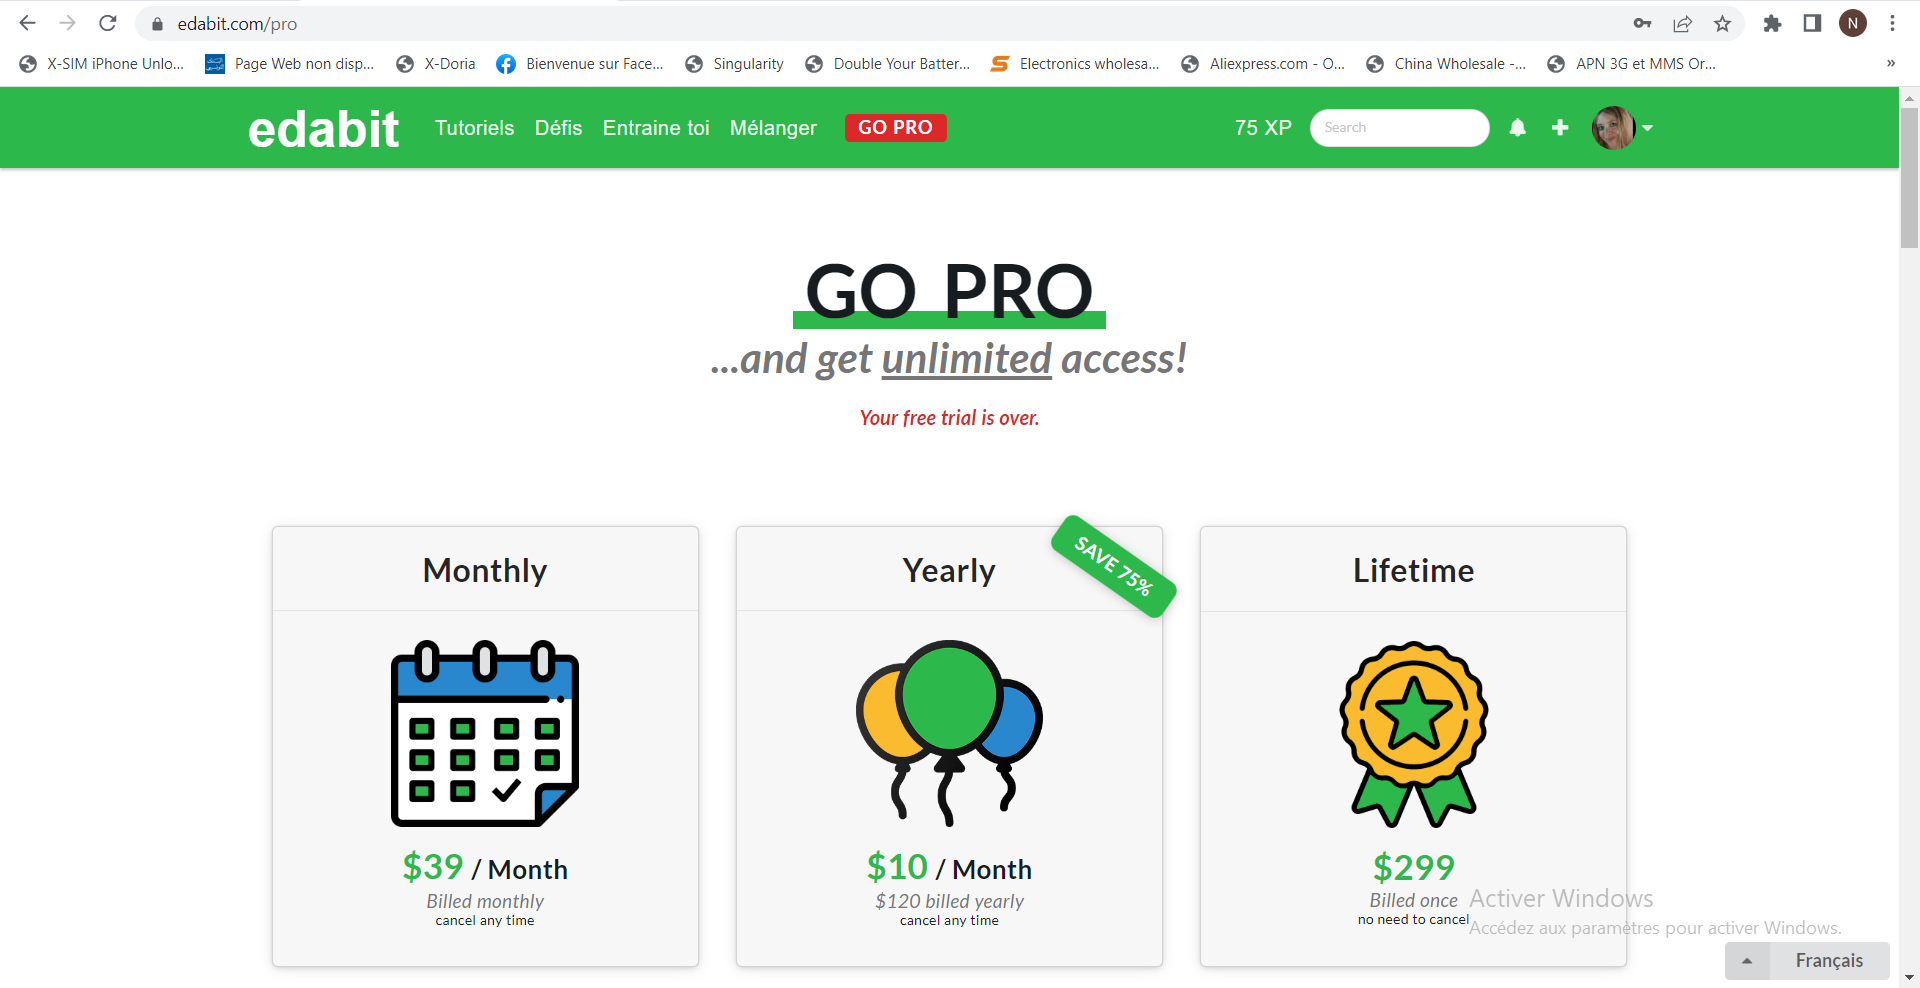 edabit.com/pro
N
X-SIM iPhone Unlo...
Page Web non disp...
X-Doria
Bienvenue sur Face...
Singularity
Double Your Batter...
Electronics wholesa...
Aliexpress.com - O...
China Wholesale -...
APN 3G et MMS Or...
»
edabit
Tutoriels
Défis
Entraine toi
Mélanger
GO PRO
75 XP
Search
GO PRO
...and get unlimited access!
Your free trial is over.
Monthly
$39 / Month
Billed monthly
cancel any time
Yearly
SAVE 75%
$10 / Month
$120 billed yearly
cancel any time
Lifetime
$299
Billed once
no need to cancel
Activer Windows
Accédez aux paramètres pour activer Windows.
Français